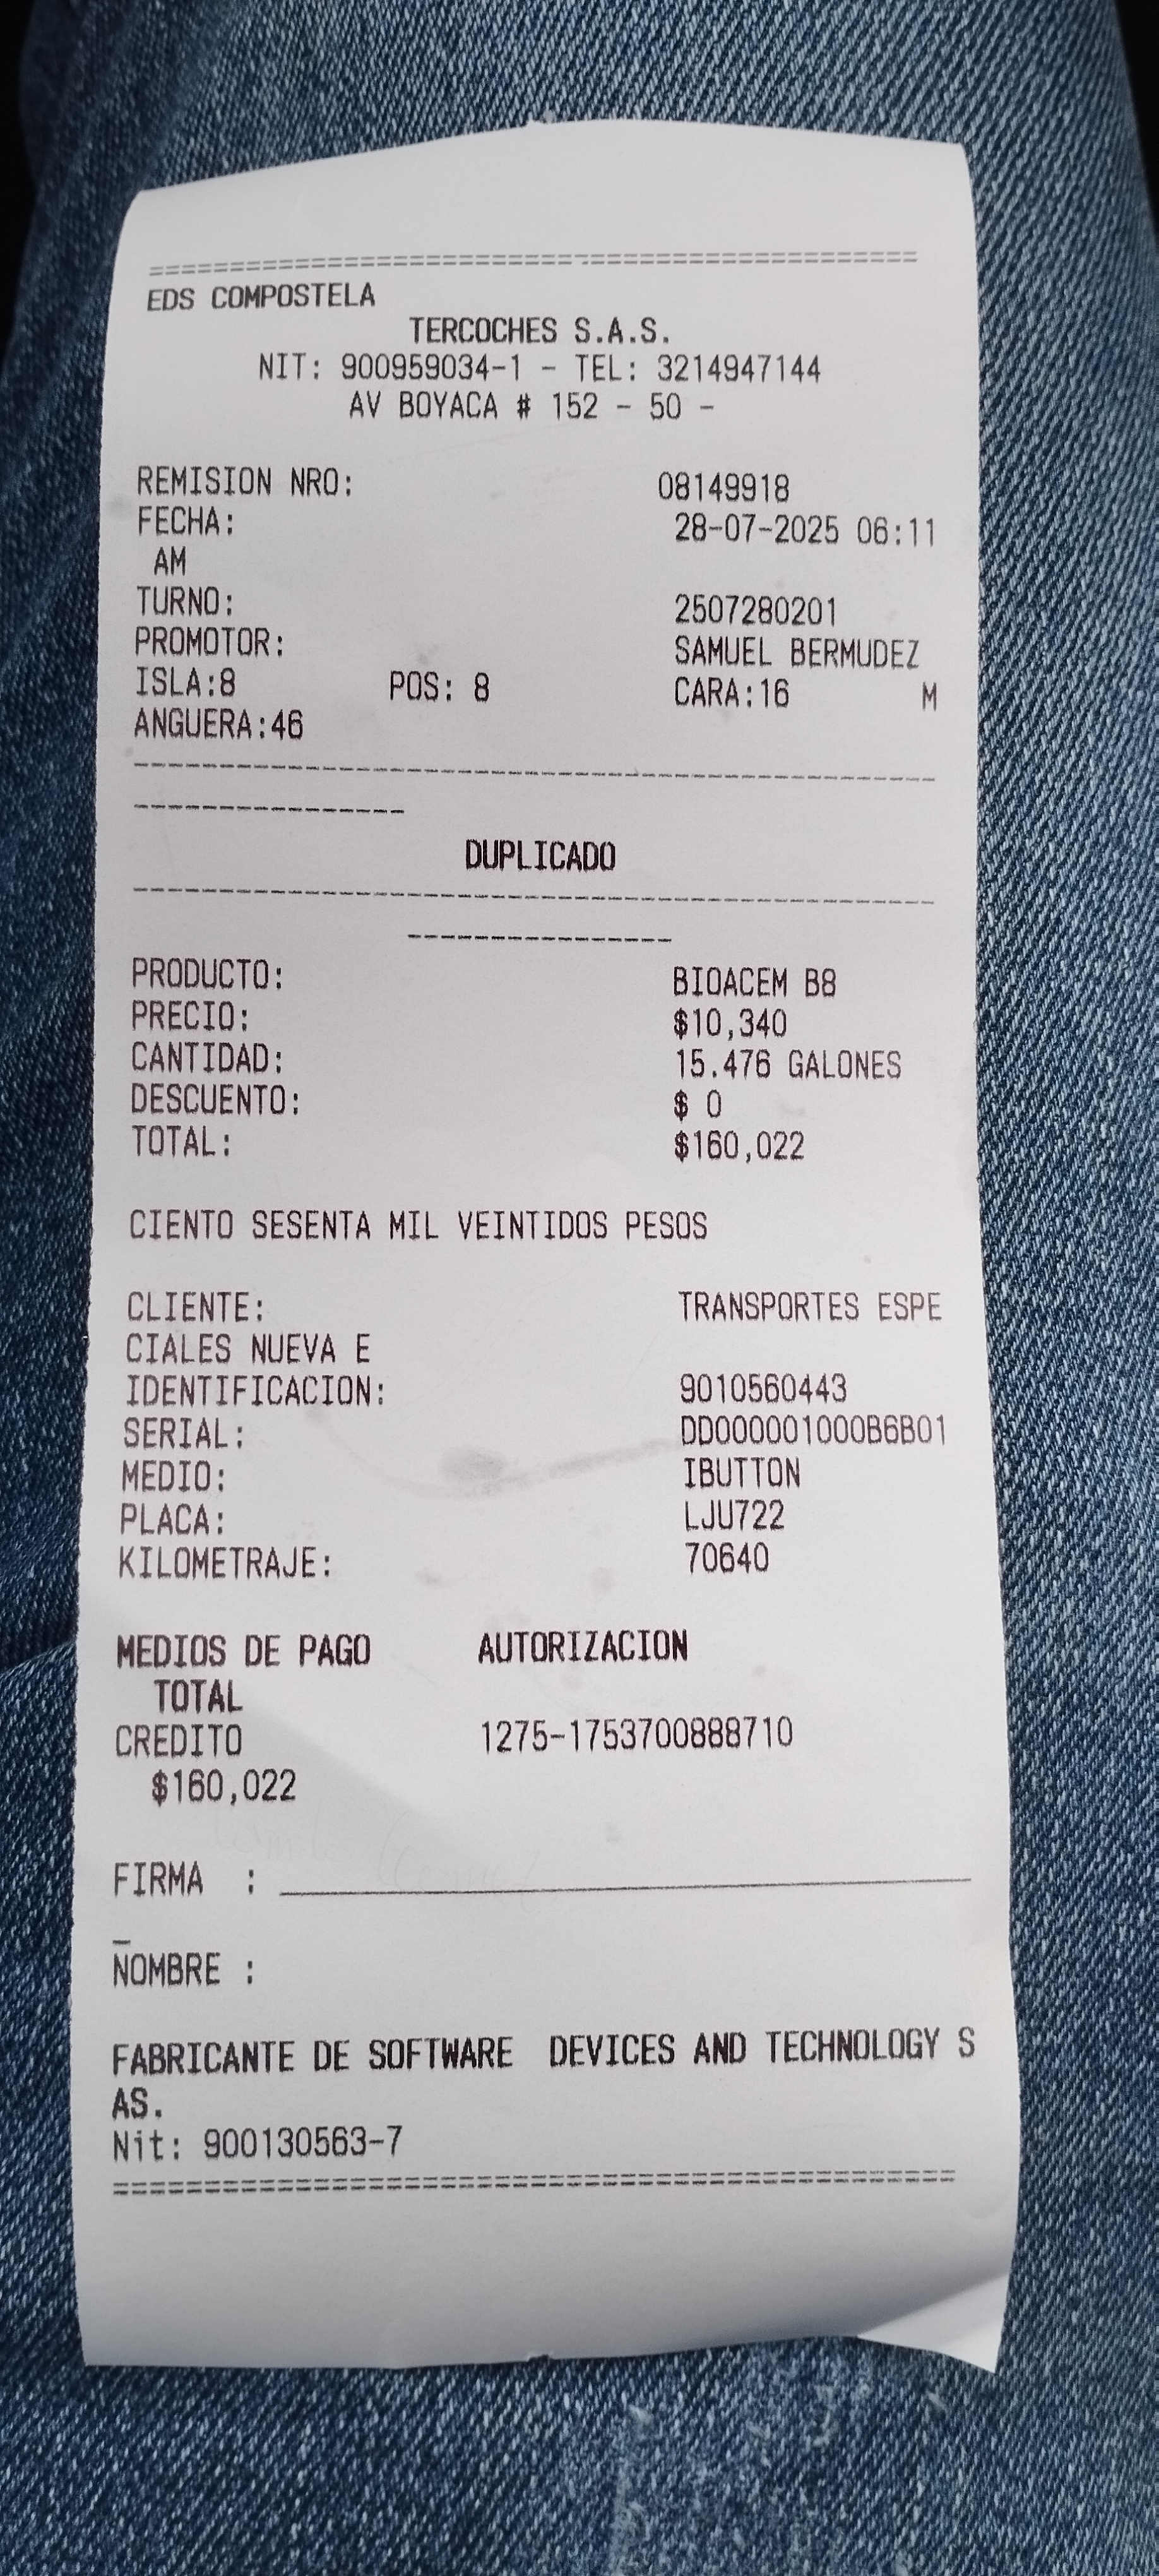 ==============================================
EDS COMPOSTELA
TERCOCHES S.A.S.
NIT: 900959034-1 - TEL: 3214947144
AV BOYACA # 152 - 50 -
REMISION NRO: 08149918
FECHA: 28-07-2025 06:11
AM
TURNO: 2507280201
PROMOTOR: SAMUEL BERMUDEZ
ISLA:8 POS: 8 CARA:16 M
ANGUERA:46
------------------------------------------------
----------------
DUPLICADO
------------------------------------------------
----------------
PRODUCTO: BIOACEM B8
PRECIO: $10,340
CANTIDAD: 15.476 GALONES
DESCUENTO: $ 0
TOTAL: $160,022
CIENTO SESENTA MIL VEINTIDOS PESOS
CLIENTE: TRANSPORTES ESPE
CIALES NUEVA E
IDENTIFICACION: 9010560443
SERIAL: DD000001000B6B01
MEDIO: IBUTTON
PLACA: LJU722
KILOMETRAJE: 70640
MEDIOS DE PAGO AUTORIZACION
TOTAL
CREDITO 1275-1753700888710
$160,022
FIRMA : ______________________________________
_
NOMBRE :
FABRICANTE DE SOFTWARE DEVICES AND TECHNOLOGY S
AS.
Nit: 900130563-7
==============================================